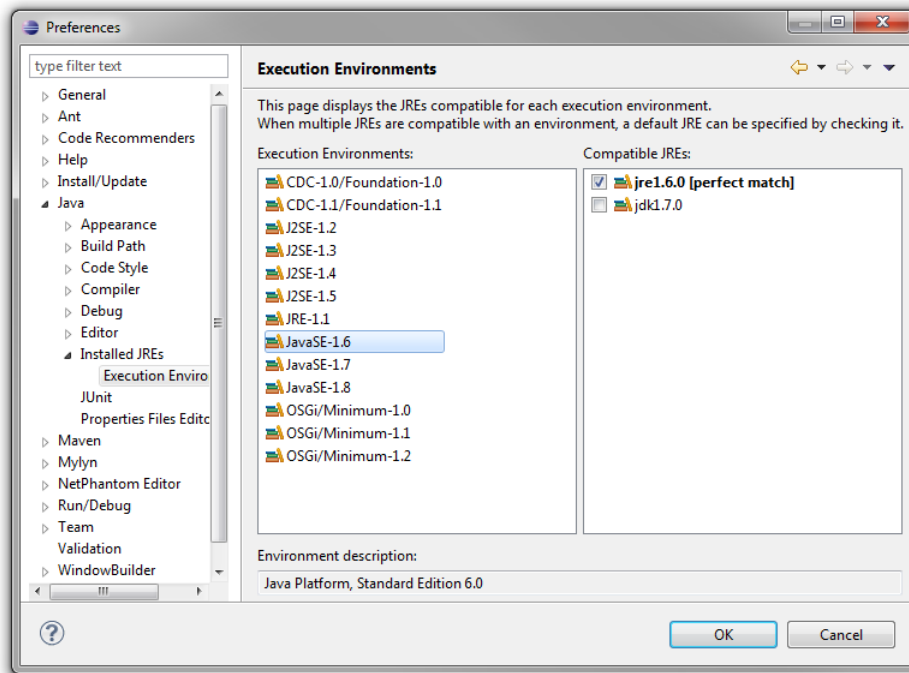 Preferences
type filter text
General
Ant
Code Recommenders
Help
Install/Update
Java
Appearance
Build Path
Code Style
Compiler
Debug
Editor
Installed JREs
Execution Enviro
JUnit
Properties Files Edito
Maven
Mylyn
NetPhantom Editor
Run/Debug
Team
Validation
WindowBuilder
Execution Environments
This page displays the JREs compatible for each execution environment.
When multiple JREs are compatible with an environment, a default JRE can be specified by checking it.
Execution Environments:
CDC-1.0/Foundation-1.0
CDC-1.1/Foundation-1.1
J2SE-1.2
J2SE-1.3
J2SE-1.4
J2SE-1.5
JRE-1.1
JavaSE-1.6
JavaSE-1.7
JavaSE-1.8
OSGi/Minimum-1.0
OSGi/Minimum-1.1
OSGi/Minimum-1.2
Compatible JREs:
jre1.6.0 [perfect match]
jdk1.7.0
Environment description:
Java Platform, Standard Edition 6.0
OK
Cancel